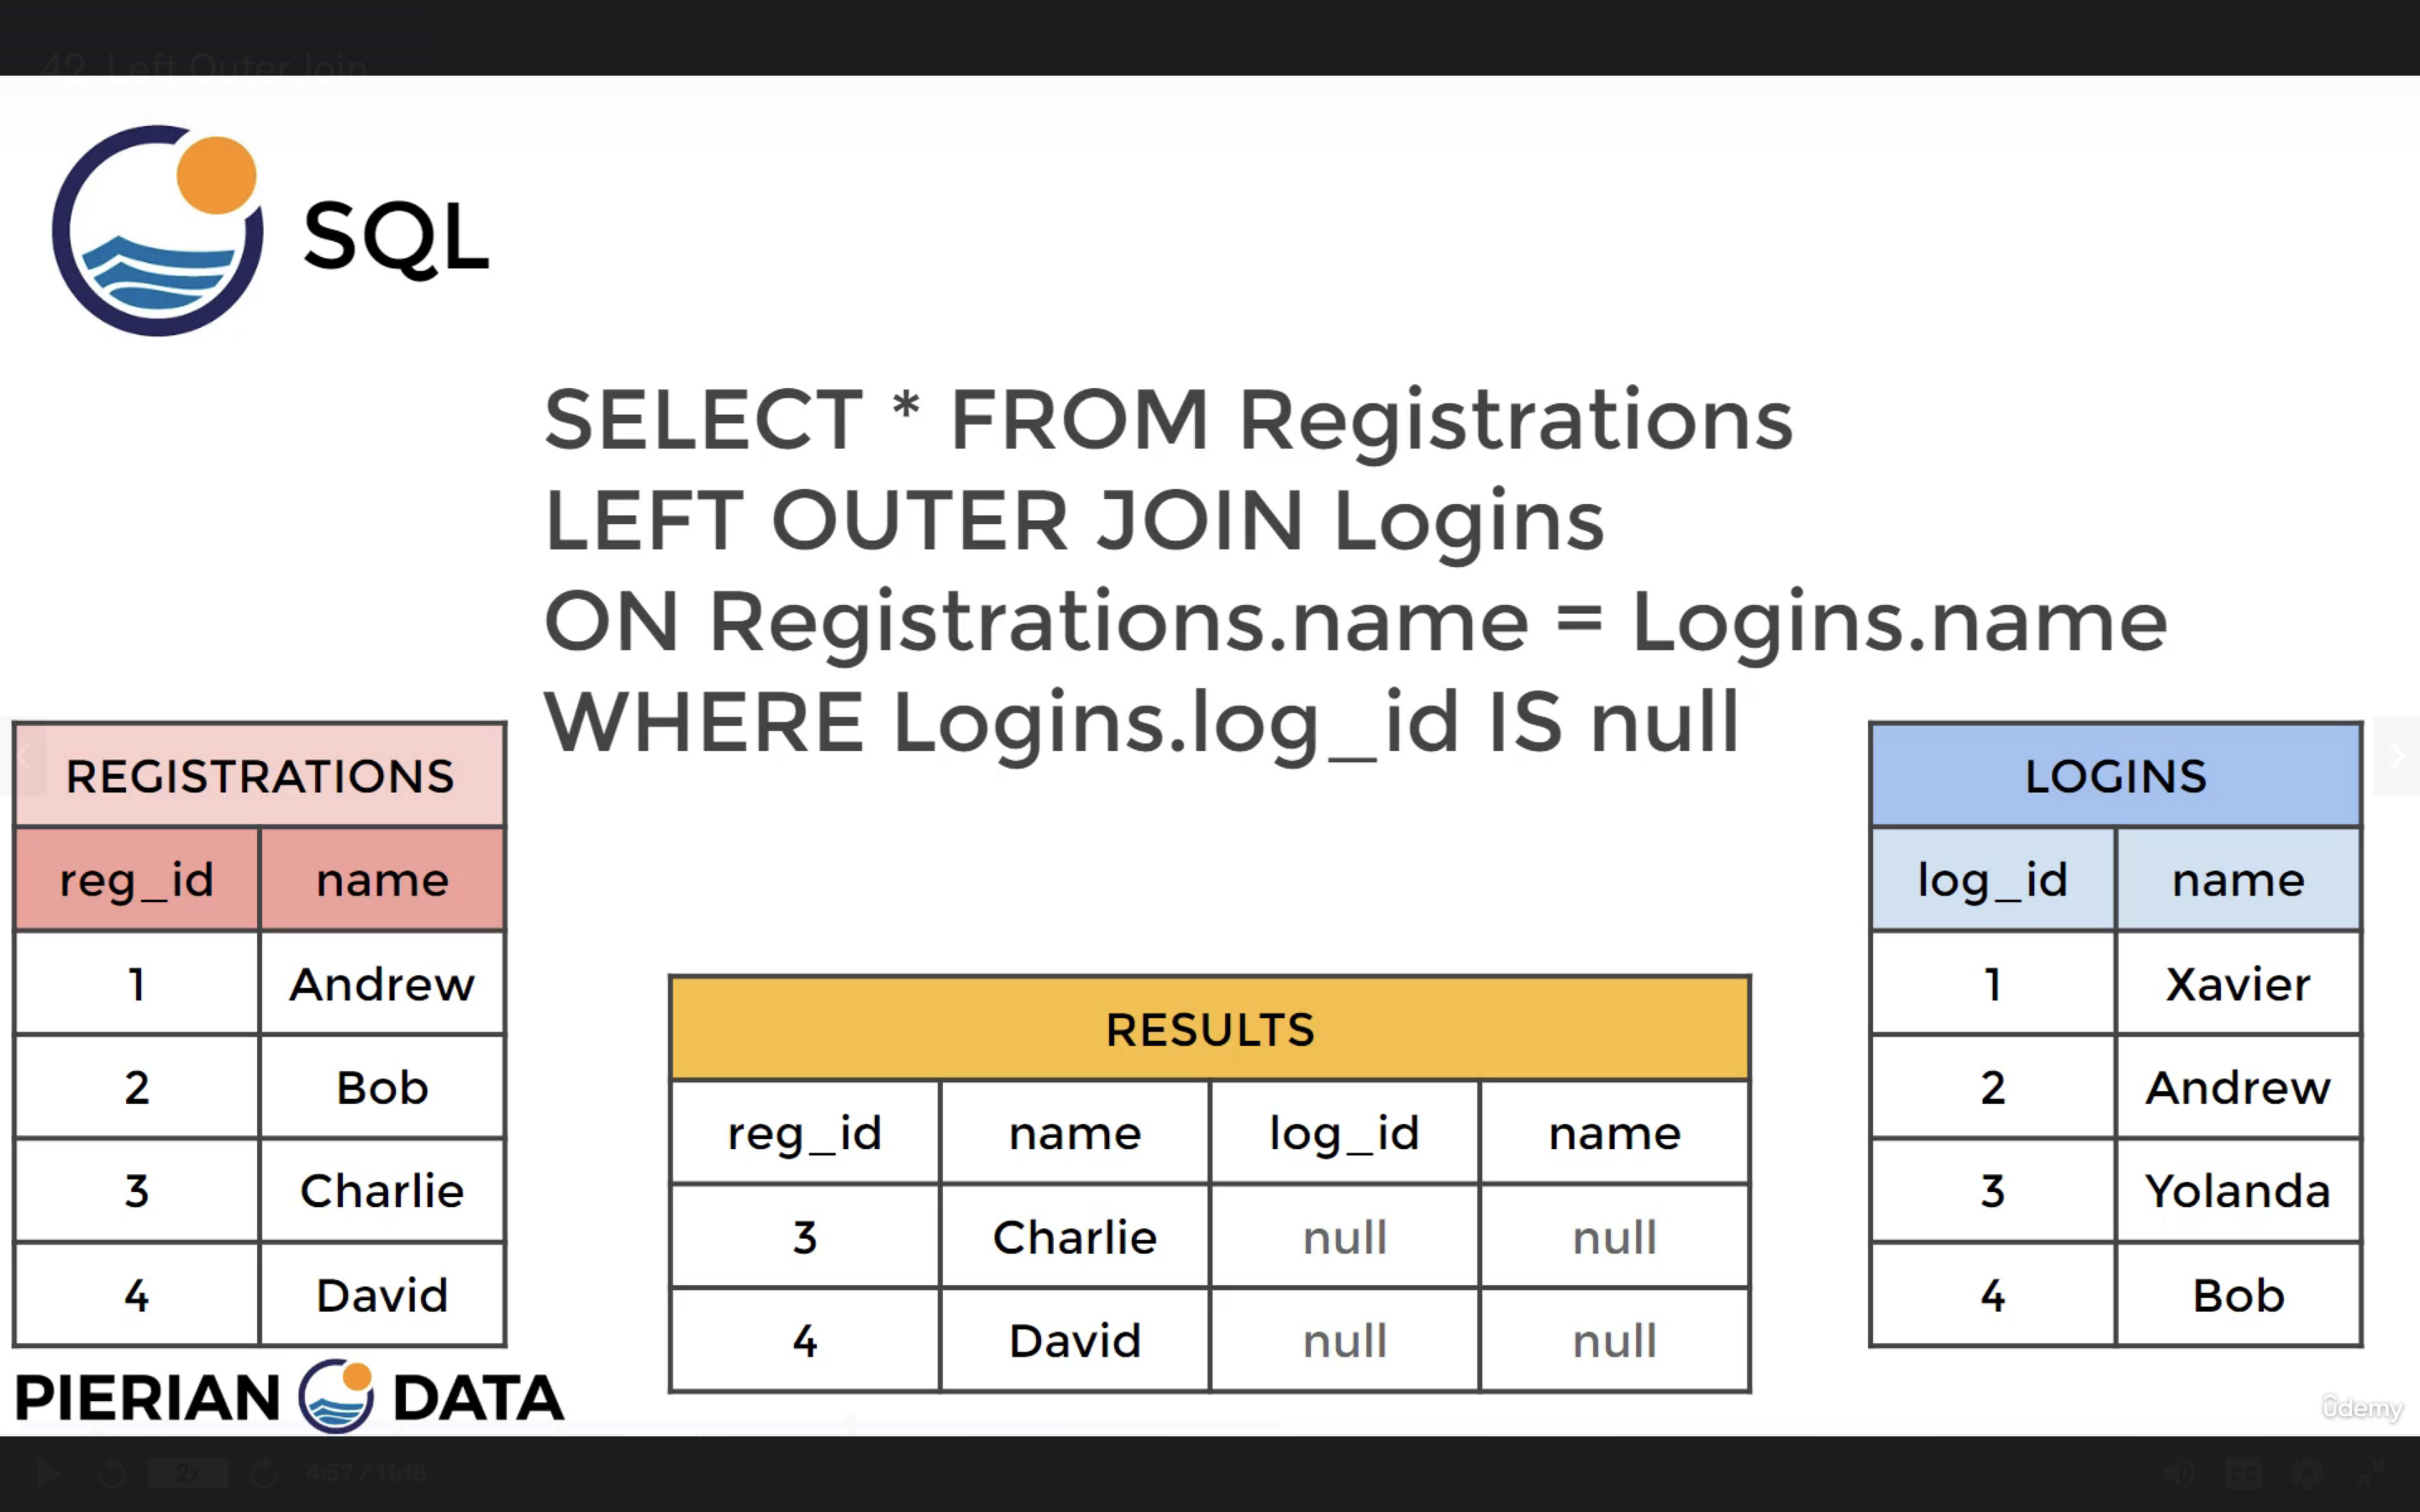 42. Left Outer Join
SQL
SELECT * FROM Registrations
LEFT OUTER JOIN Logins
ON Registrations.name = Logins.name
WHERE Logins.log_id IS null
REGISTRATIONS
reg_id name
1 Andrew
2 Bob
3 Charlie
4 David
RESULTS
reg_id name log_id name
3 Charlie null null
4 David null null
LOGINS
log_id name
1 Xavier
2 Andrew
3 Yolanda
4 Bob
PIERIAN DATA
ûdemy
2x 4:57 / 11:18
CC